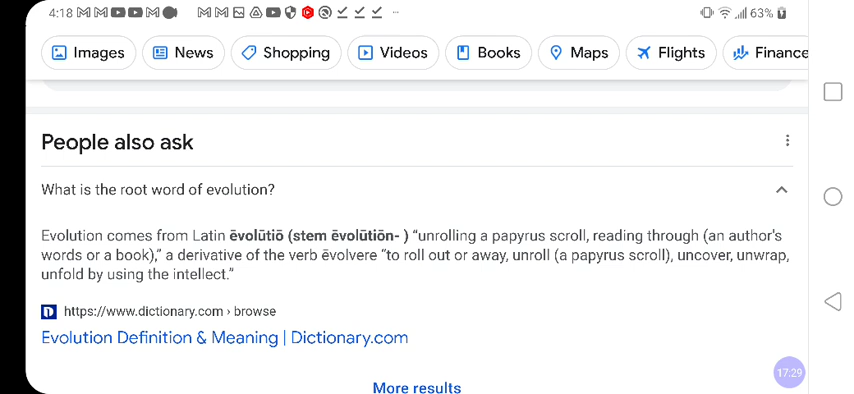 4:18
63%
Images News Shopping Videos Books Maps Flights Finance
People also ask
What is the root word of evolution?
Evolution comes from Latin ēvolūtiō (stem ēvolūtiōn- ) “unrolling a papyrus scroll, reading through (an author's
words or a book),” a derivative of the verb ēvolvere “to roll out or away, unroll (a papyrus scroll), uncover, unwrap,
unfold by using the intellect.”
https://www.dictionary.com › browse
Evolution Definition & Meaning | Dictionary.com
17:29
More results